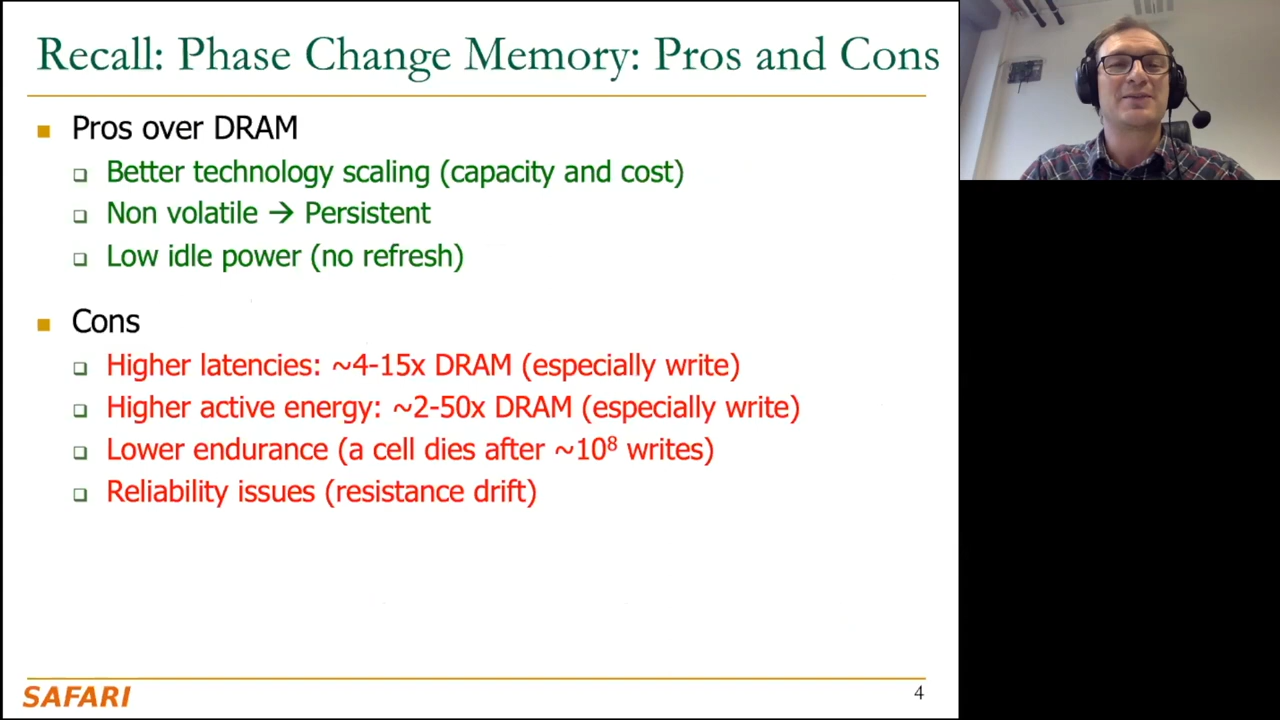 Recall: Phase Change Memory: Pros and Cons
Pros over DRAM
Better technology scaling (capacity and cost)
Non volatile → Persistent
Low idle power (no refresh)
Cons
Higher latencies: ~4-15x DRAM (especially write)
Higher active energy: ~2-50x DRAM (especially write)
Lower endurance (a cell dies after ~10⁸ writes)
Reliability issues (resistance drift)
SAFARI
4